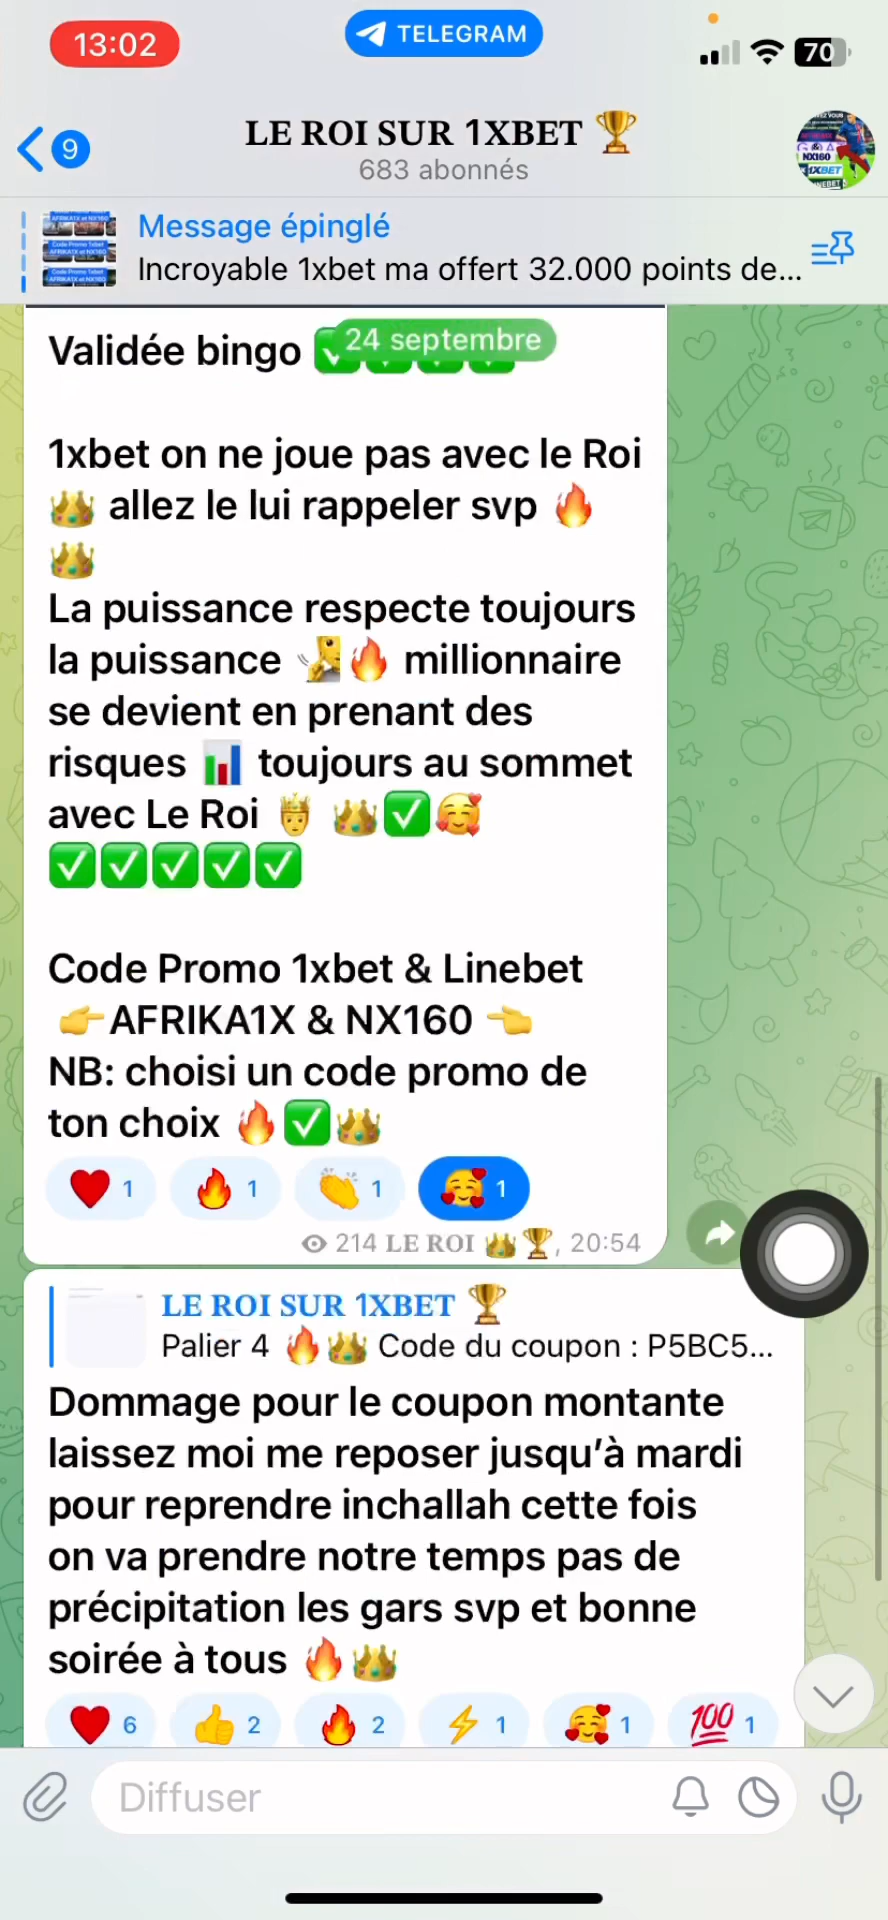 13:02
TELEGRAM
70
9
LE ROI SUR 1XBET 🏆
683 abonnés
Message épinglé
Incroyable 1xbet ma offert 32.000 points de...
24 septembre
Validée bingo ✅✅✅✅
1xbet on ne joue pas avec le Roi
👑 allez le lui rappeler svp 🔥
👑
La puissance respecte toujours
la puissance 🔥 millionnaire
se devient en prenant des
risques 📊 toujours au sommet
avec Le Roi 🤴 👑✅🥰
✅✅✅✅✅
Code Promo 1xbet & Linebet
👉AFRIKA1X & NX160 👈
NB: choisi un code promo de
ton choix 🔥✅👑
❤️ 1 🔥 1 👏 1 🥰 1
214 LE ROI 👑🏆, 20:54
LE ROI SUR 1XBET 🏆
Palier 4 🔥👑 Code du coupon : P5BC5...
Dommage pour le coupon montante
laissez moi me reposer jusqu’à mardi
pour reprendre inchallah cette fois
on va prendre notre temps pas de
précipitation les gars svp et bonne
soirée à tous 🔥👑
❤️ 6 👍 2 🔥 2 ⚡ 1 🥰 1 💯 1
Diffuser